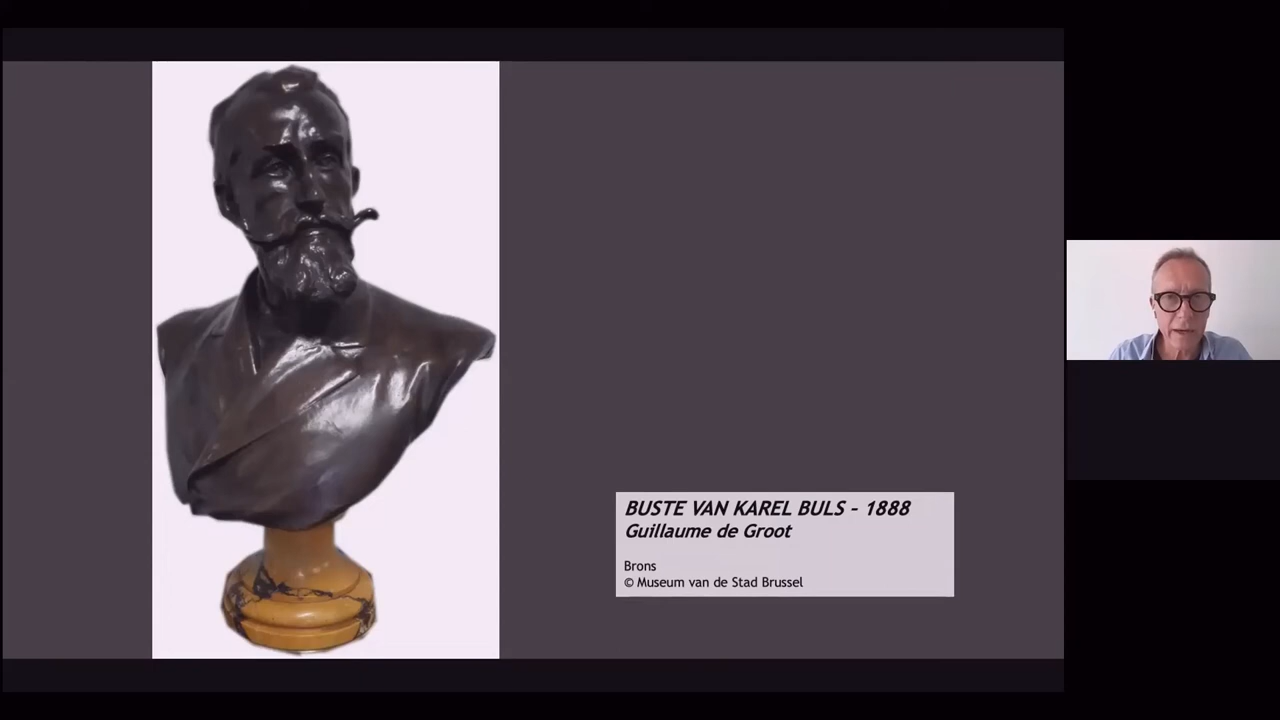 BUSTE VAN KAREL BULS – 1888
Guillaume de Groot
Brons
© Museum van de Stad Brussel